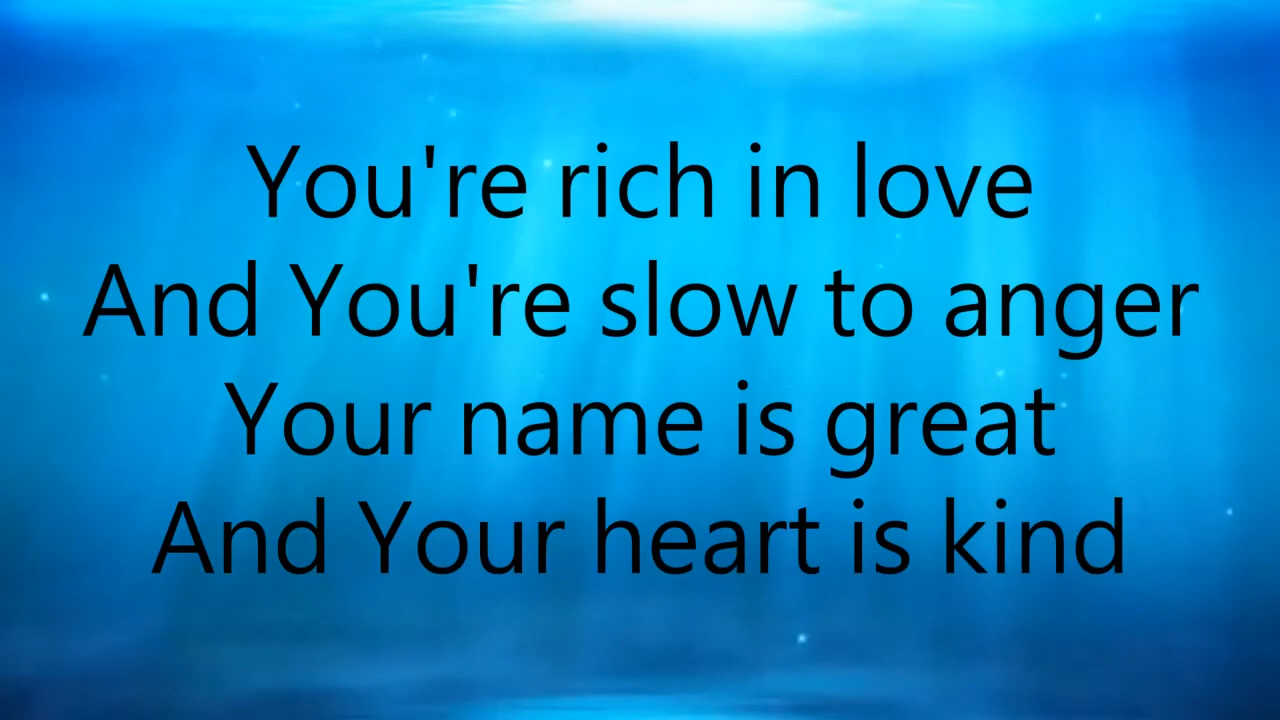 You're rich in love
And You're slow to anger
Your name is great
And Your heart is kind